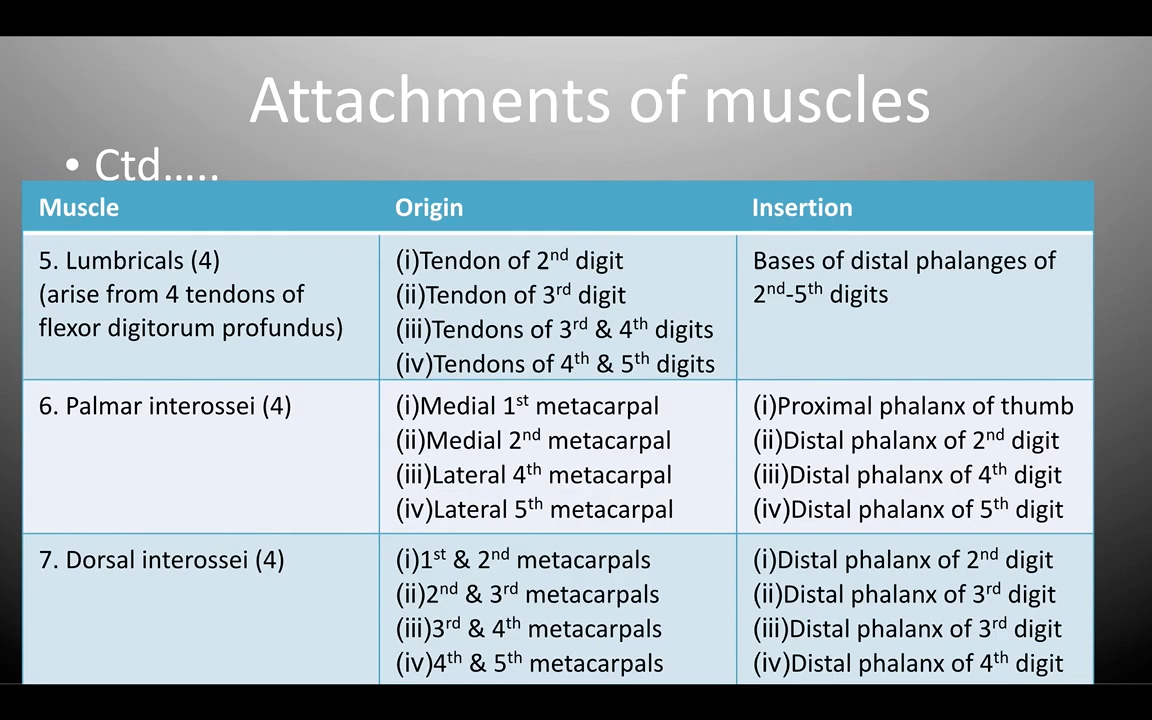 Attachments of muscles
• Ctd…..
Muscle Origin Insertion
5. Lumbricals (4)
(arise from 4 tendons of
flexor digitorum profundus)
(i)Tendon of 2nd digit
(ii)Tendon of 3rd digit
(iii)Tendons of 3rd & 4th digits
(iv)Tendons of 4th & 5th digits
Bases of distal phalanges of
2nd-5th digits
6. Palmar interossei (4)
(i)Medial 1st metacarpal
(ii)Medial 2nd metacarpal
(iii)Lateral 4th metacarpal
(iv)Lateral 5th metacarpal
(i)Proximal phalanx of thumb
(ii)Distal phalanx of 2nd digit
(iii)Distal phalanx of 4th digit
(iv)Distal phalanx of 5th digit
7. Dorsal interossei (4)
(i)1st & 2nd metacarpals
(ii)2nd & 3rd metacarpals
(iii)3rd & 4th metacarpals
(iv)4th & 5th metacarpals
(i)Distal phalanx of 2nd digit
(ii)Distal phalanx of 3rd digit
(iii)Distal phalanx of 3rd digit
(iv)Distal phalanx of 4th digit